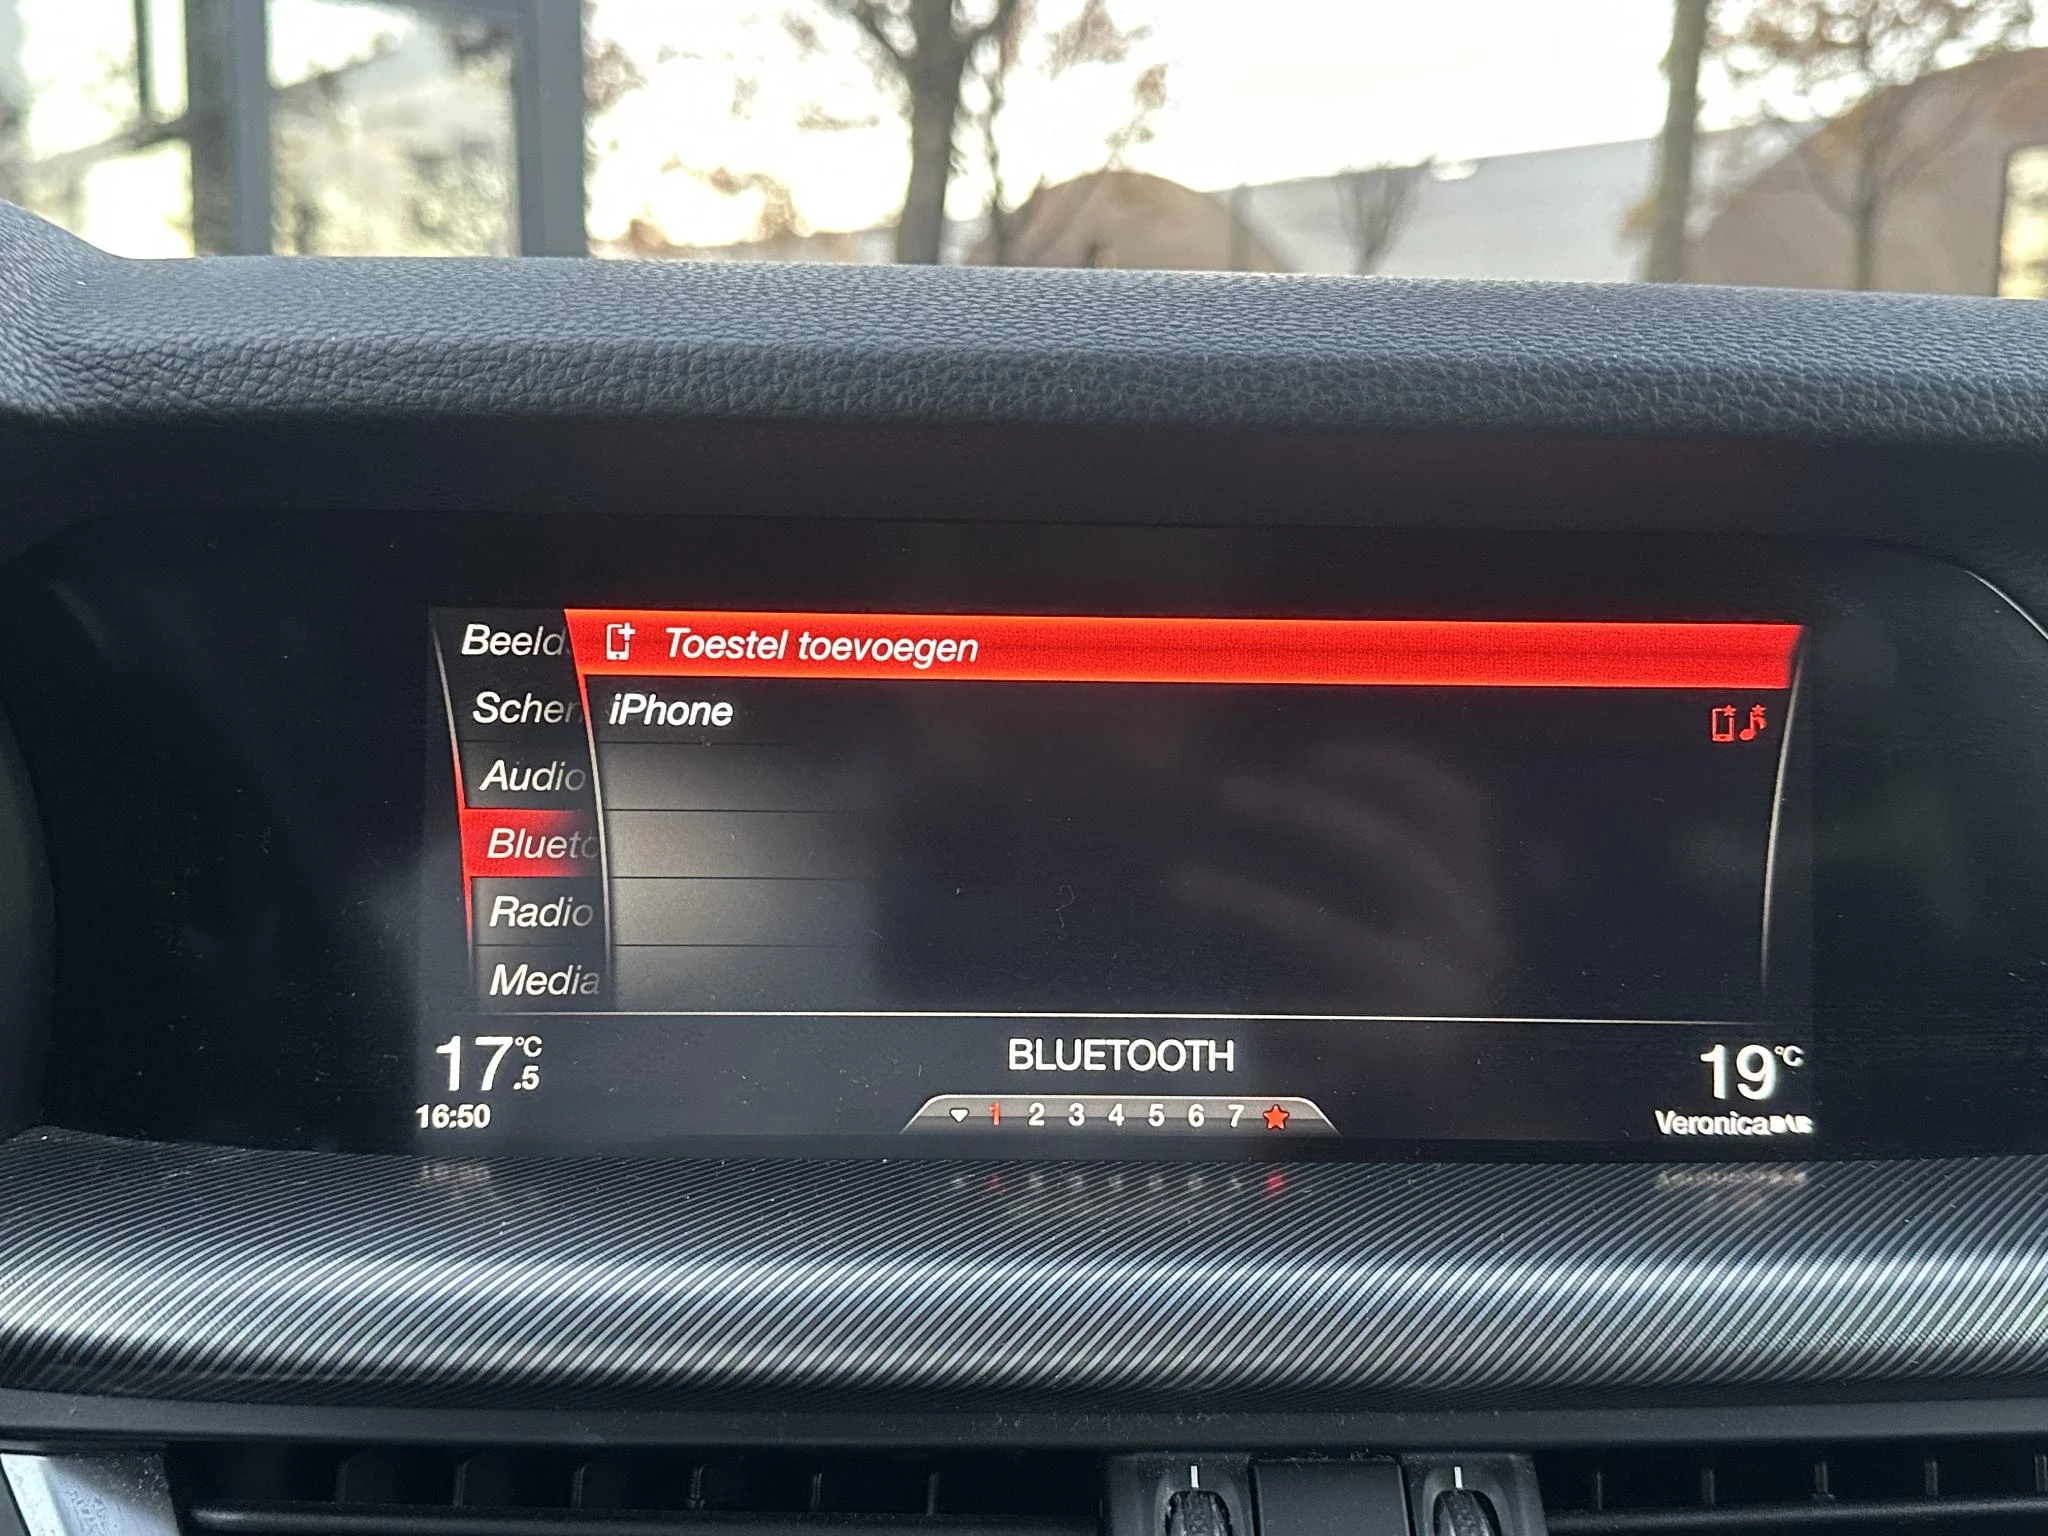 Beeld
Toestel toevoegen
Scher
iPhone
Audio
Blueto
Radio
Media
17.5 °C
BLUETOOTH
19 °C
16:50
1 2 3 4 5 6 7
Veronica